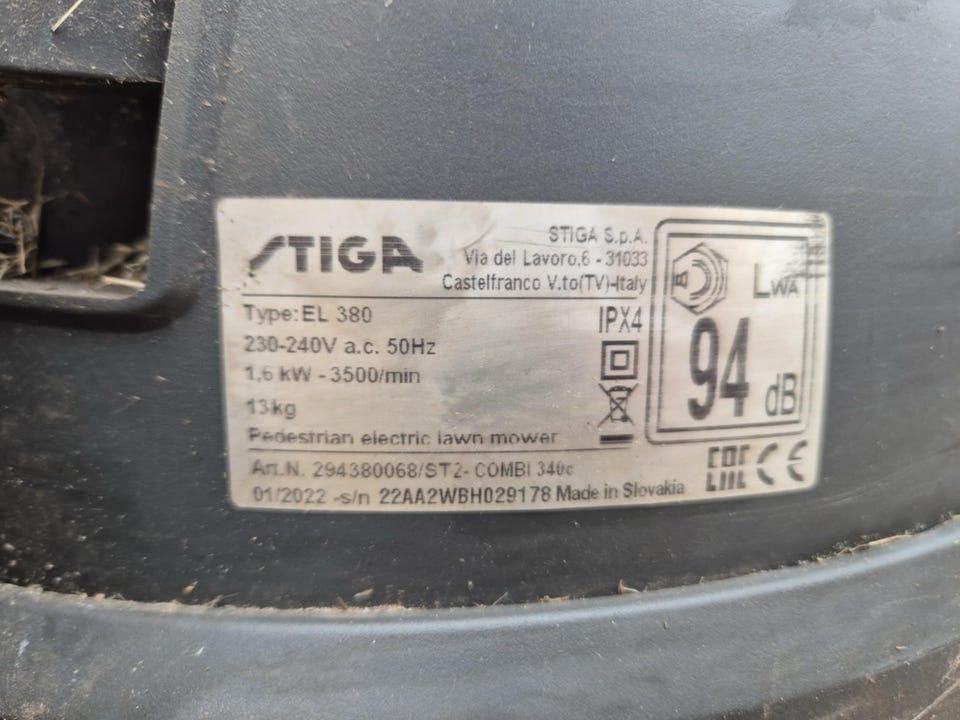 STIGA
STIGA S.p.A.
Via del Lavoro,6 - 31033
Castelfranco V.to(TV)-Italy
Type: EL 380
230-240V a.c. 50Hz
1,6 kW - 3500/min
13kg
Pedestrian electric lawn mower
IPX4
B
LWA
94
dB
Art.N. 294380068/ST2- COMBI 340c
01/2022 -s/n 22AA2WBH029178 Made in Slovakia
EAC CE